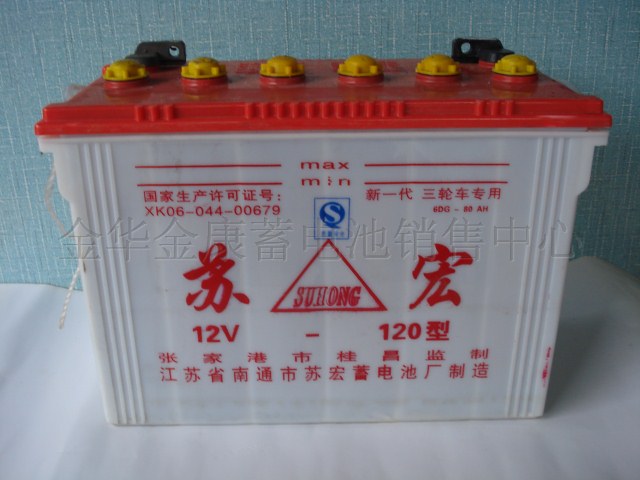 max
min
国家生产许可证号:
XK06-044-00679
新一代 三轮车专用
6DG - 80 AH
金华金康蓄电池销售中心
苏 宏
SUHONG
12V - 120型
张家港市桂昌监制
江苏省南通市苏宏蓄电池厂制造